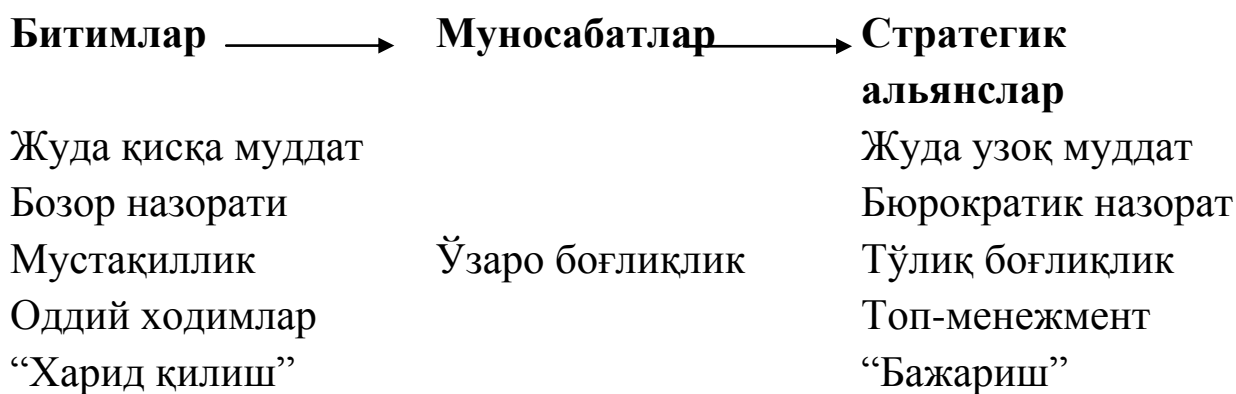 Битимлар Муносабатлар Стратегик
альянслар
Жуда қисқа муддат Жуда узоқ муддат
Бозор назорати Бюрократик назорат
Мустақиллик Ўзаро боғлиқлик Тўлиқ боғлиқлик
Оддий ходимлар Топ-менежмент
“Харид қилиш” “Бажариш”